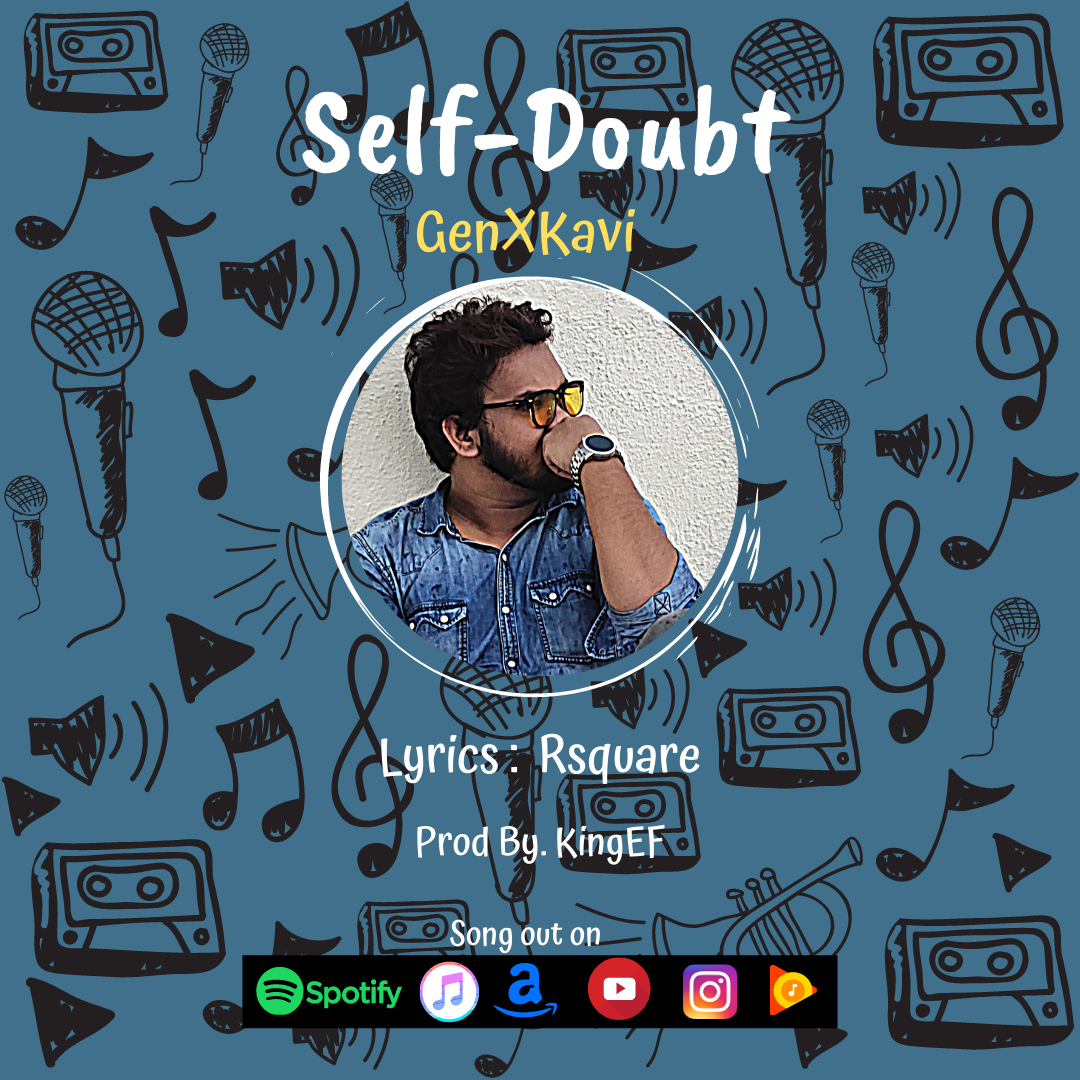 Self-Doubt
GenXKavi
Lyrics : Rsquare
Prod By. KingEF
Song out on
Spotify
a